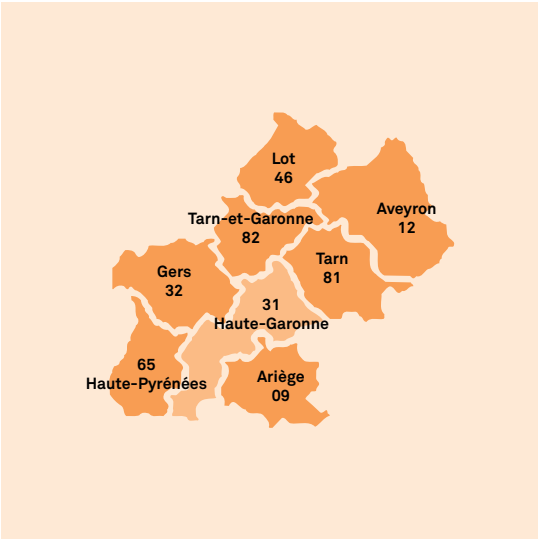 Lot
46
Aveyron
12
Tarn-et-Garonne
82
Tarn
81
Gers
32
31
Haute-Garonne
65
Haute-Pyrénées
Ariège
09